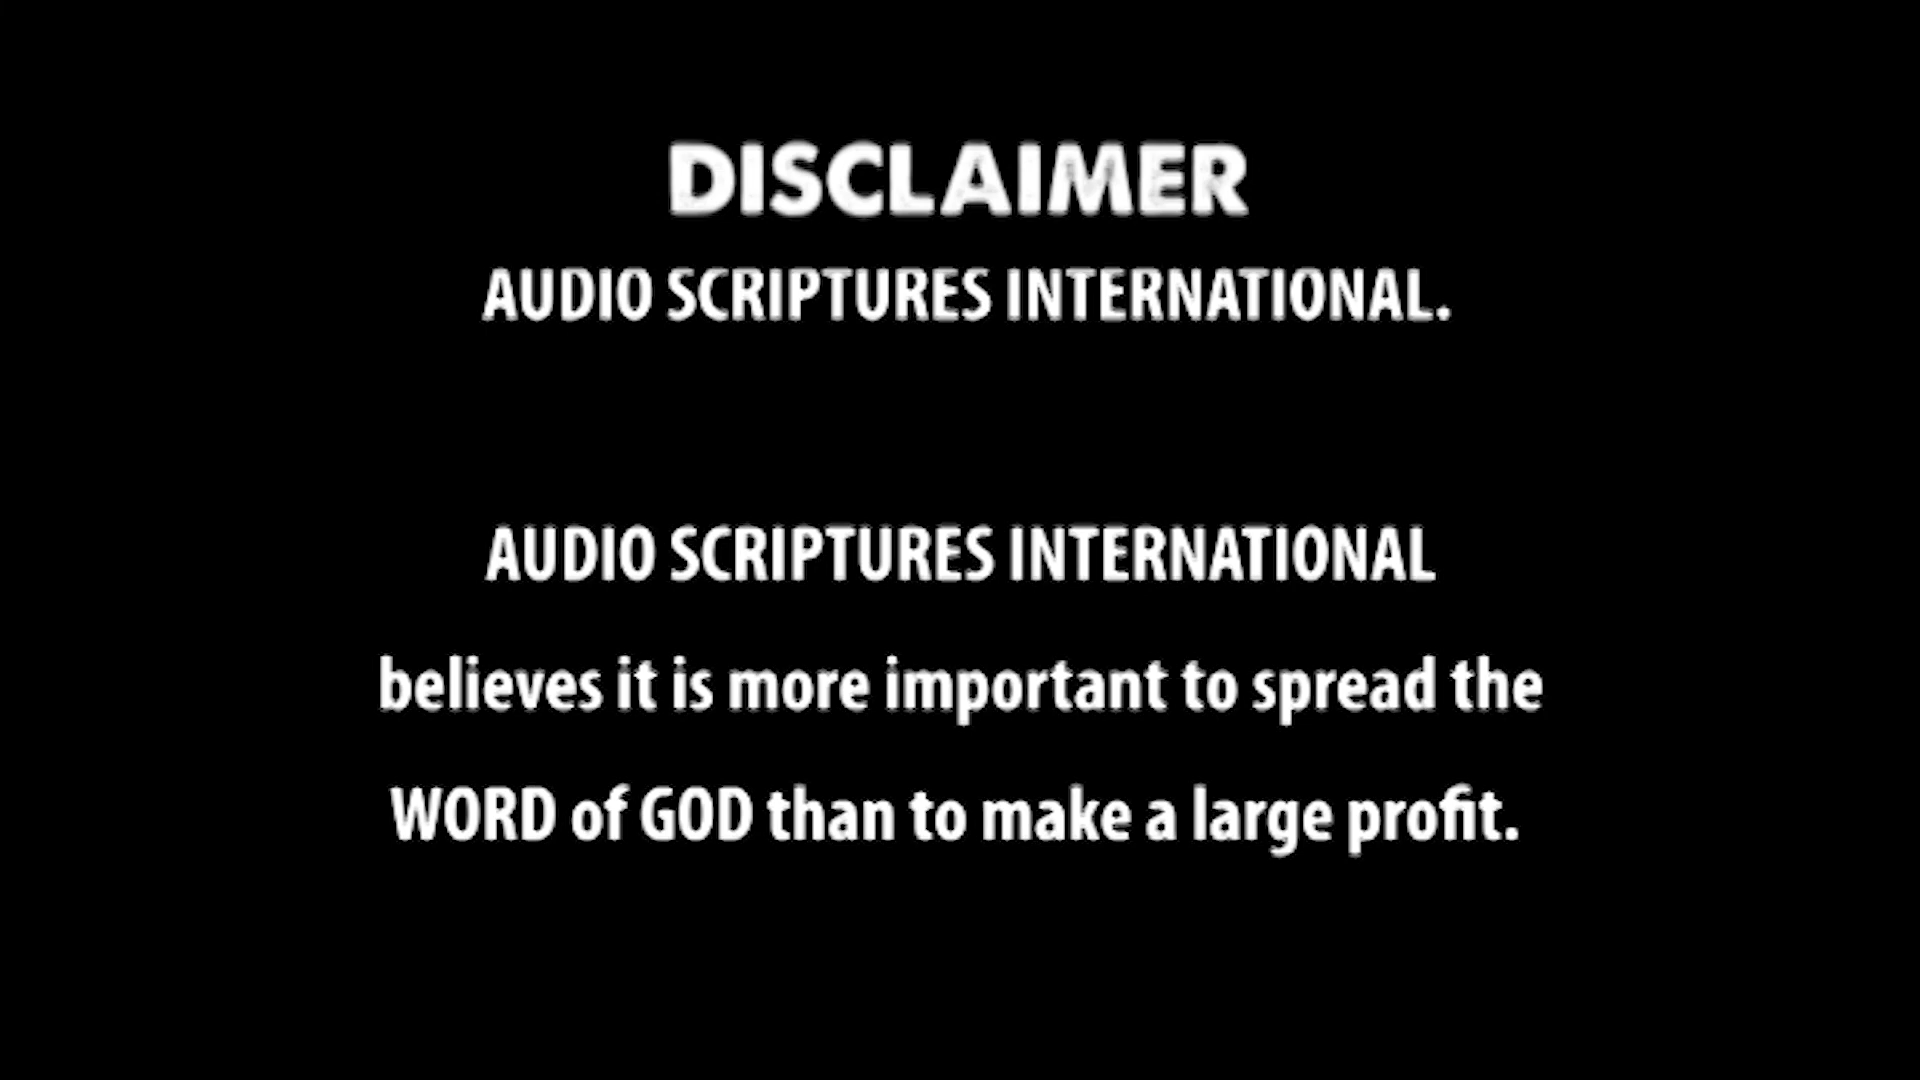 DISCLAIMER
AUDIO SCRIPTURES INTERNATIONAL.
AUDIO SCRIPTURES INTERNATIONAL
believes it is more important to spread the
WORD of GOD than to make a large profit.